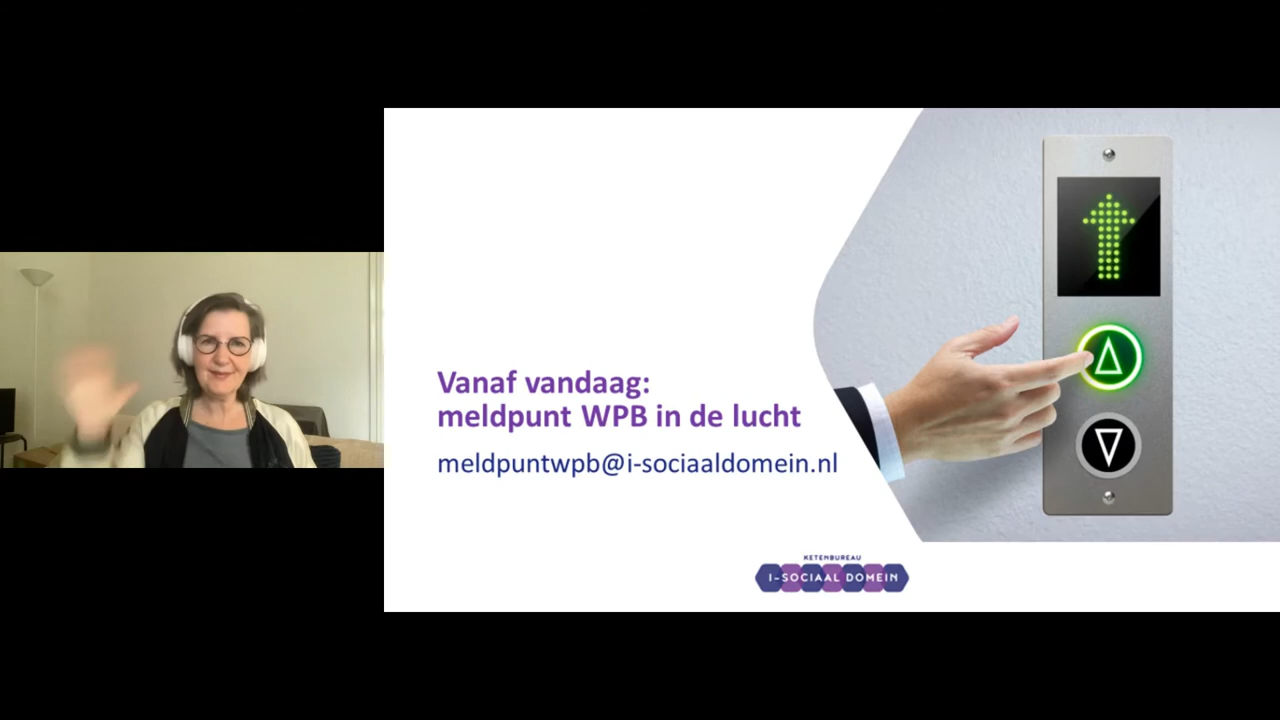 Vanaf vandaag:
meldpunt WPB in de lucht
meldpuntwpb@i-sociaaldomein.nl
KETENBUREAU
I-SOCIAAL DOMEIN